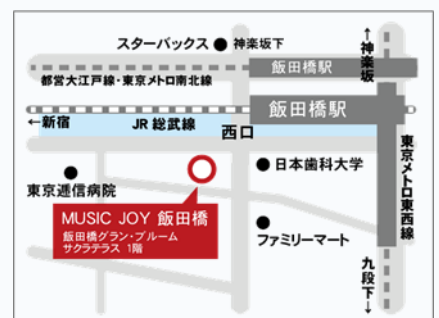 スターバックス
神楽坂下
↑神楽坂
飯田橋駅
都営大江戸線・東京メトロ南北線
飯田橋駅
←新宿
JR 総武線
西口
日本歯科大学
東京メトロ東西線
東京逓信病院
MUSIC JOY 飯田橋
飯田橋グラン・ブルーム
サクラテラス 1階
ファミリーマート
九段下↓